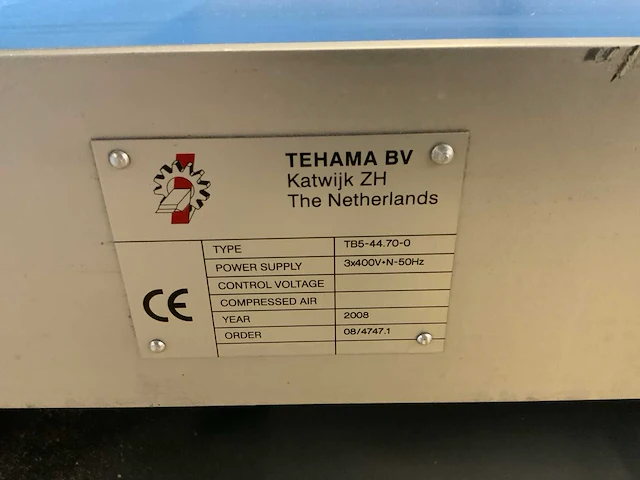 TEHAMA BV
Katwijk ZH
The Netherlands
TYPE TB5-44.70-0
POWER SUPPLY 3x400V+N-50Hz
CONTROL VOLTAGE
COMPRESSED AIR
YEAR 2008
ORDER 08/4747.1
CE